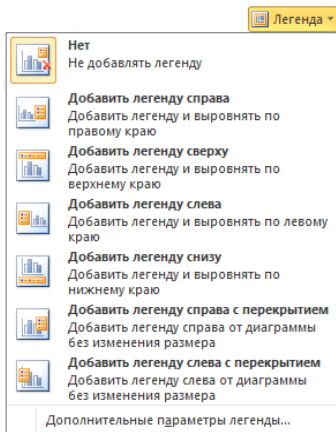 Легенда
Нет
Не добавлять легенду
Добавить легенду справа
Добавить легенду и выровнять по
правому краю
Добавить легенду сверху
Добавить легенду и выровнять по
верхнему краю
Добавить легенду слева
Добавить легенду и выровнять по левому
краю
Добавить легенду снизу
Добавить легенду и выровнять по
нижнему краю
Добавить легенду справа с перекрытием
Добавить легенду справа от диаграммы
без изменения размера
Добавить легенду слева с перекрытием
Добавить легенду слева от диаграммы
без изменения размера
Дополнительные параметры легенды...